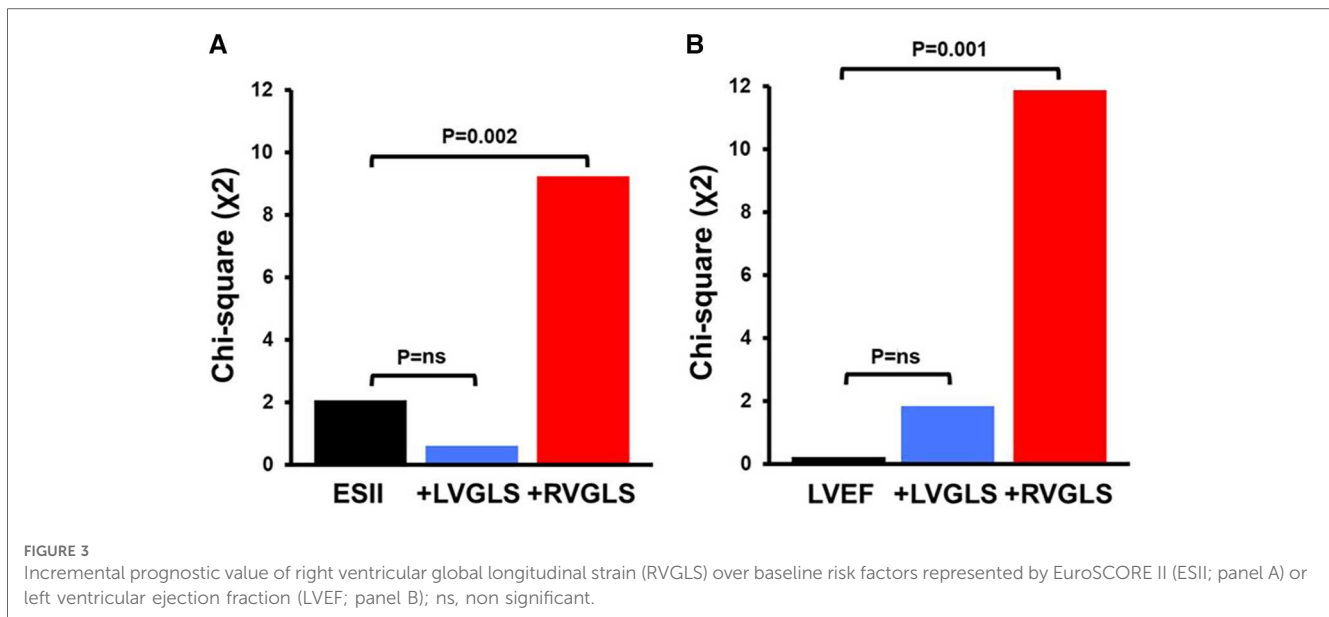 A
P=0.002
P=ns
Chi-square (χ2)
12
10
8
6
4
2
0
ESII +LVGLS +RVGLS
B
P=0.001
P=ns
Chi-square (χ2)
12
10
8
6
4
2
0
LVEF +LVGLS +RVGLS
FIGURE 3
Incremental prognostic value of right ventricular global longitudinal strain (RVGLS) over baseline risk factors represented by EuroSCORE II (ESII; panel A) or
left ventricular ejection fraction (LVEF; panel B); ns, non significant.